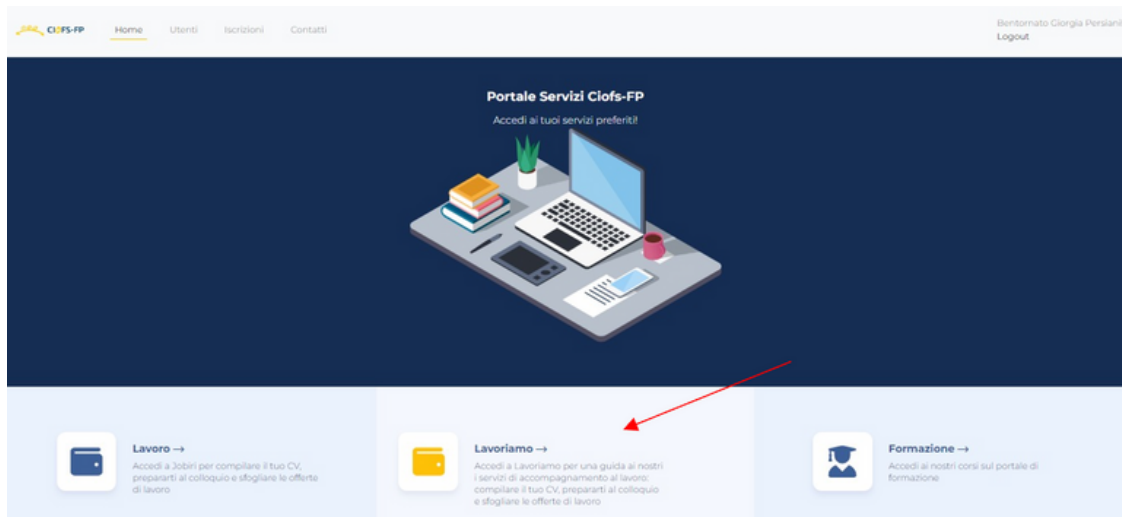 CIOFS-FP
Home
Utenti
Iscrizioni
Contatti
Bentornato Giorgia Persiani
Logout
Portale Servizi Ciofs-FP
Accedi ai tuoi servizi preferiti!
Lavoro →
Accedi a Jobiri per compilare il tuo CV,
prepararti al colloquio e sfogliare le offerte
di lavoro
Lavoriamo →
Accedi a Lavoriamo per una guida ai nostri
i servizi di accompagnamento al lavoro:
compilare il tuo CV, prepararti al colloquio
e sfogliare le offerte di lavoro
Formazione →
Accedi ai nostri corsi sul portale di
formazione